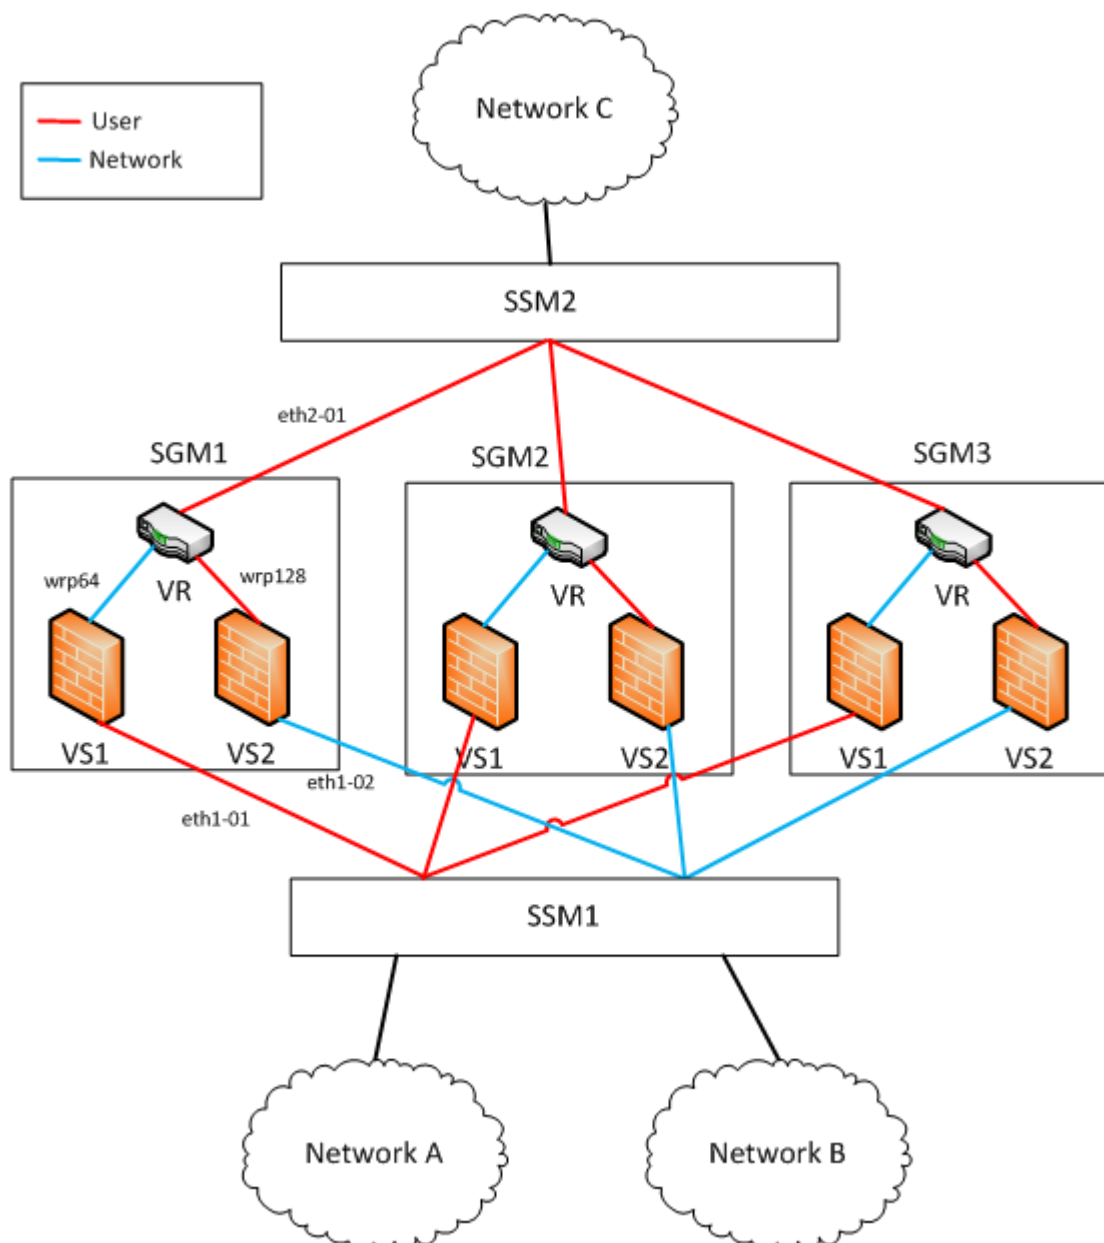 Network C
User
Network
SSM2
eth2-01
SGM1
SGM2
SGM3
wrp64
wrp128
VR
VR
VR
VS1
VS2
VS1
VS2
VS1
VS2
eth1-02
eth1-01
SSM1
Network A
Network B